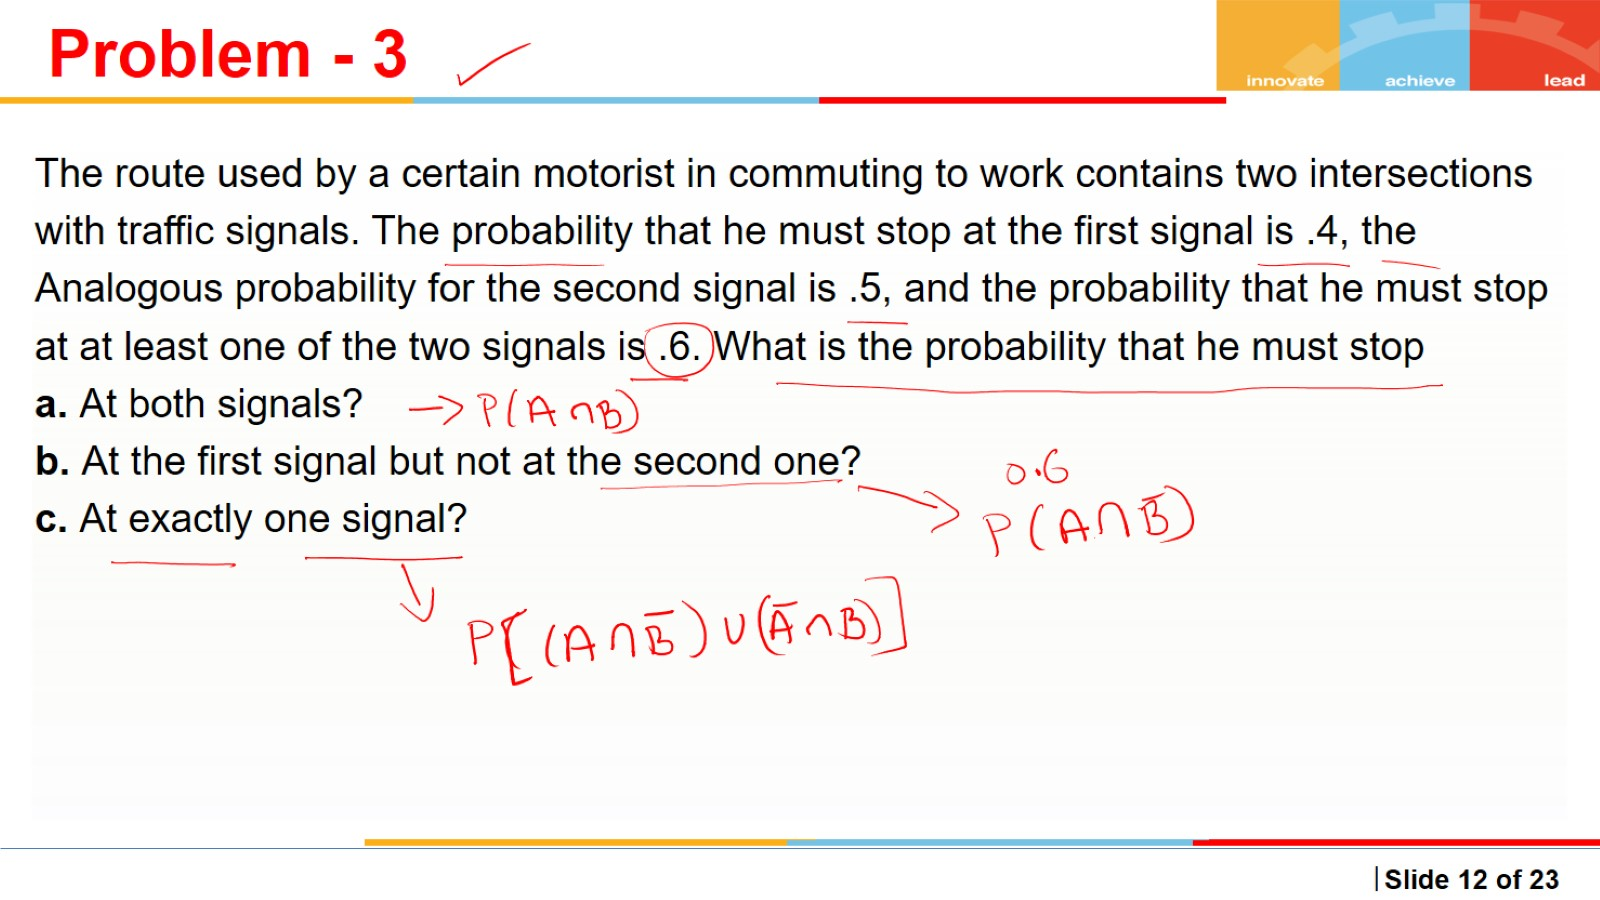 Problem - 3
innovate achieve lead
The route used by a certain motorist in commuting to work contains two intersections
with traffic signals. The probability that he must stop at the first signal is .4, the
Analogous probability for the second signal is .5, and the probability that he must stop
at at least one of the two signals is .6. What is the probability that he must stop
a. At both signals? → P(A∩B)
b. At the first signal but not at the second one?
0.6
P(A∩B̅)
c. At exactly one signal?
P[(A∩B̅)∪(A̅∩B)]
|Slide 12 of 23